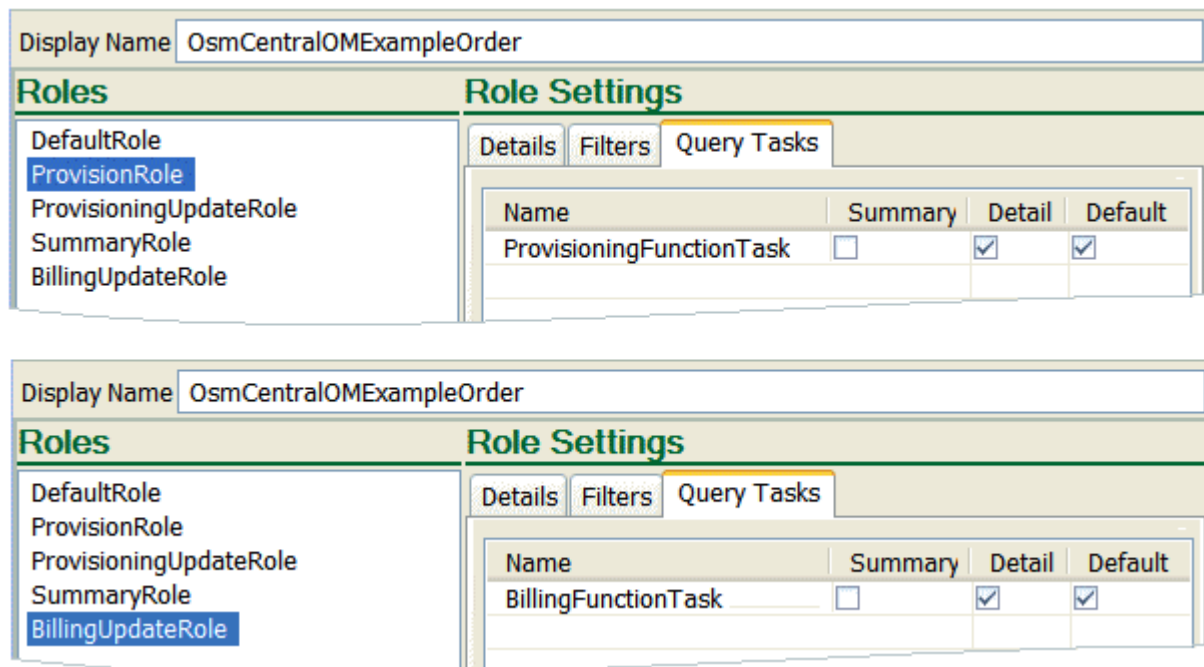 Display Name OsmCentralOMExampleOrder
Roles Role Settings
DefaultRole
ProvisionRole
ProvisioningUpdateRole
SummaryRole
BillingUpdateRole
Details Filters Query Tasks
Name Summary Detail Default
ProvisioningFunctionTask
Display Name OsmCentralOMExampleOrder
Roles Role Settings
DefaultRole
ProvisionRole
ProvisioningUpdateRole
SummaryRole
BillingUpdateRole
Details Filters Query Tasks
Name Summary Detail Default
BillingFunctionTask